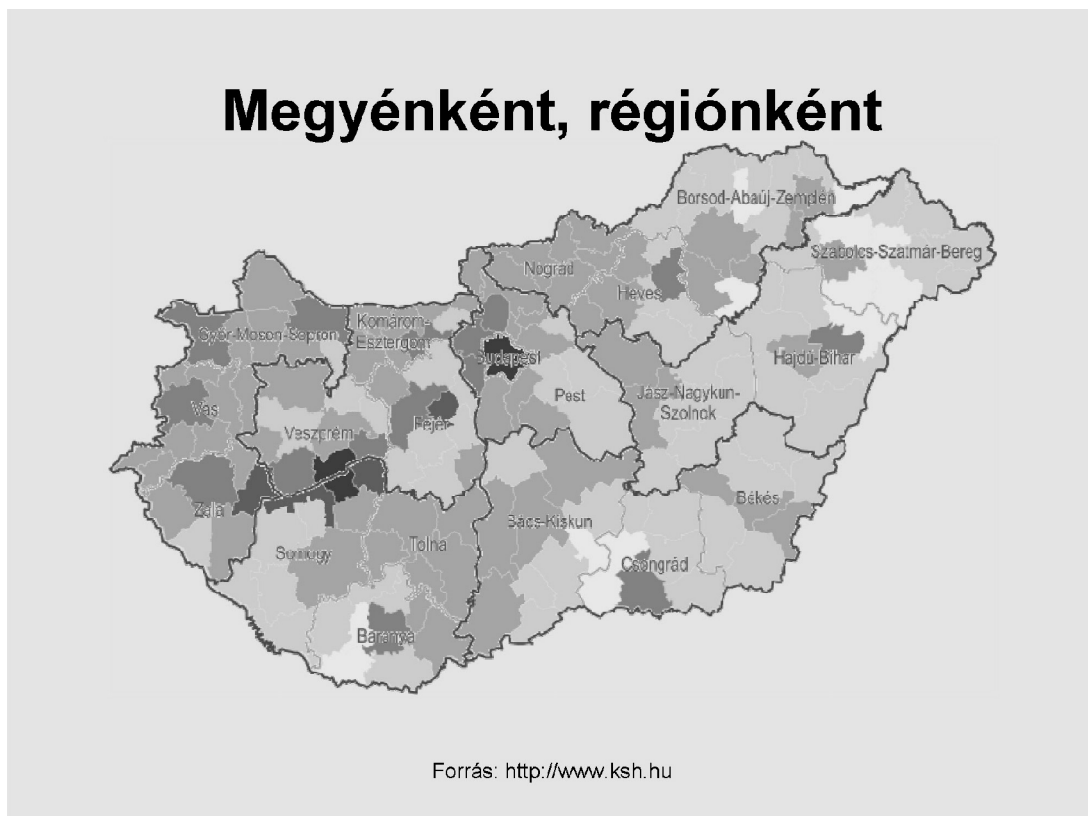 Megyénként, régiónként
Borsod-Abaúj-Zemplén
Szabolcs-Szatmár-Bereg
Nógrád
Heves
Komárom-
Esztergom
Győr-Moson-Sopron
Budapest
Hajdú-Bihar
Pest
Jász-Nagykun-
Szolnok
Vas
Veszprém
Fejér
Békés
Zala
Bács-Kiskun
Tolna
Somogy
Csongrád
Baranya
Forrás: http://www.ksh.hu